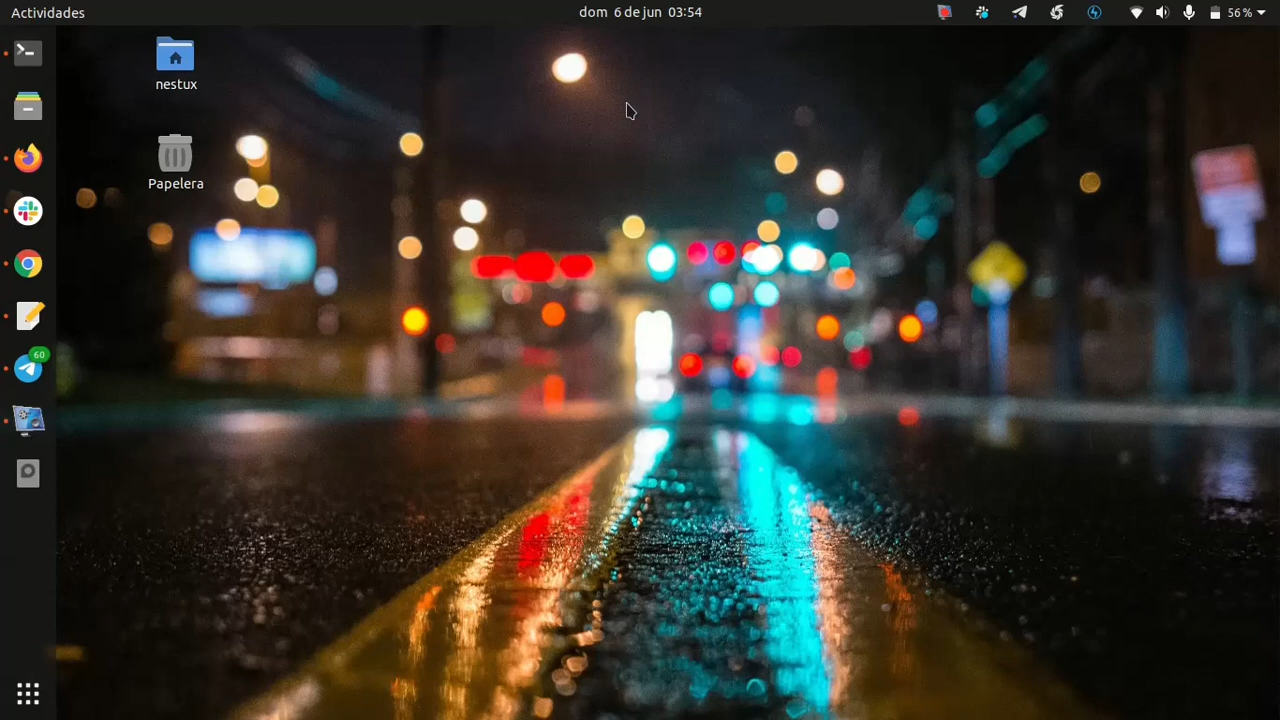 Actividades
dom 6 de jun 03:54
56 %
nestux
Papelera
60